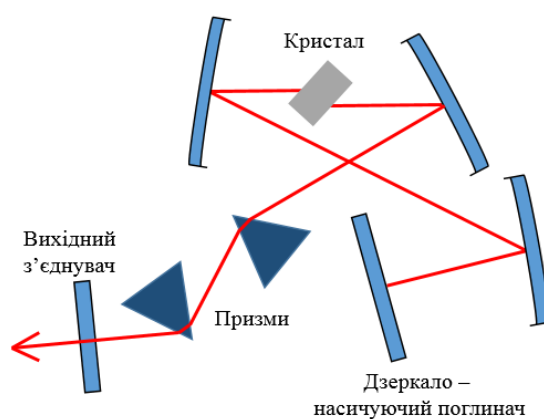 Кристал
Вихідний
з’єднувач
Призми
Дзеркало –
насичуючий поглинач